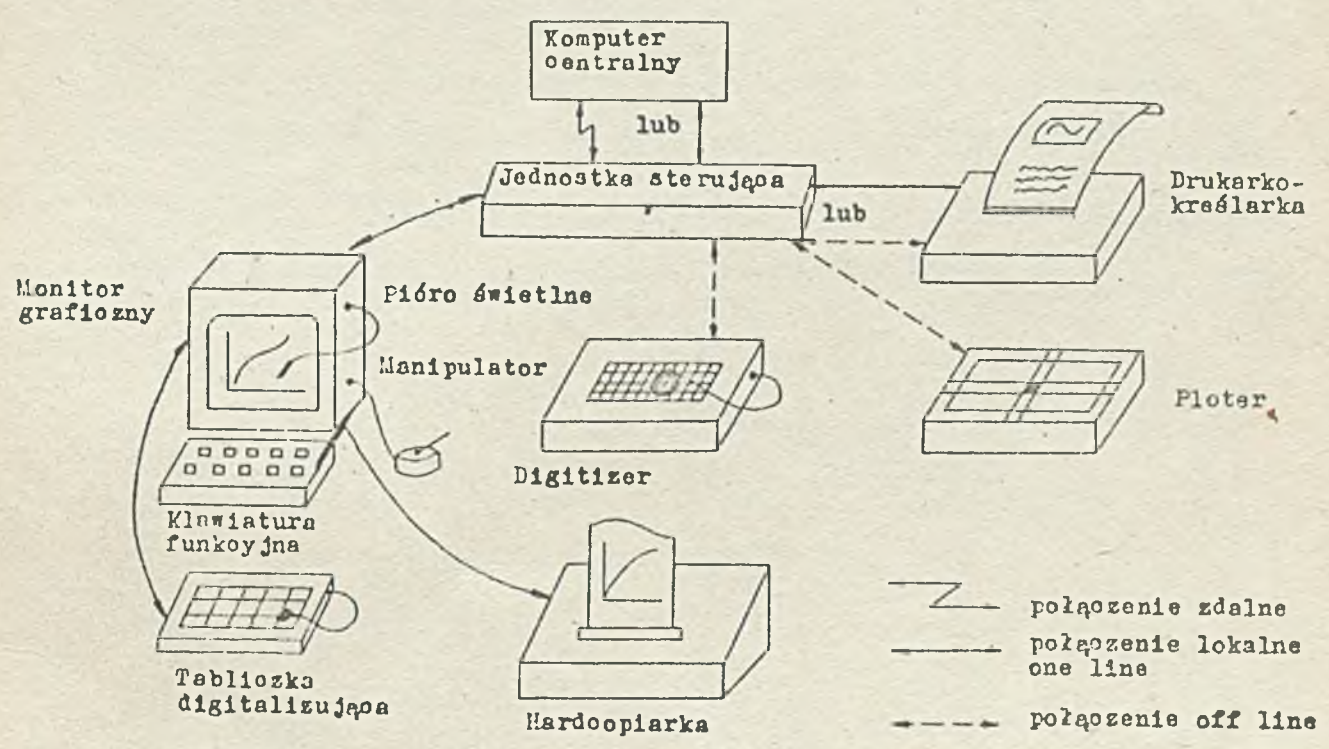 Komputer
centralny
lub
Jednostka sterująca
lub
Drukarko-
kreślarka
Monitor
graficzny
Pióro świetlne
Manipulator
Ploter
Digitizer
Klawiatura
funkcyjna
Tabliczka
digitalizująca
Hardcopiarka
połączenie zdalne
połączenie lokalne
one line
połączenie off line